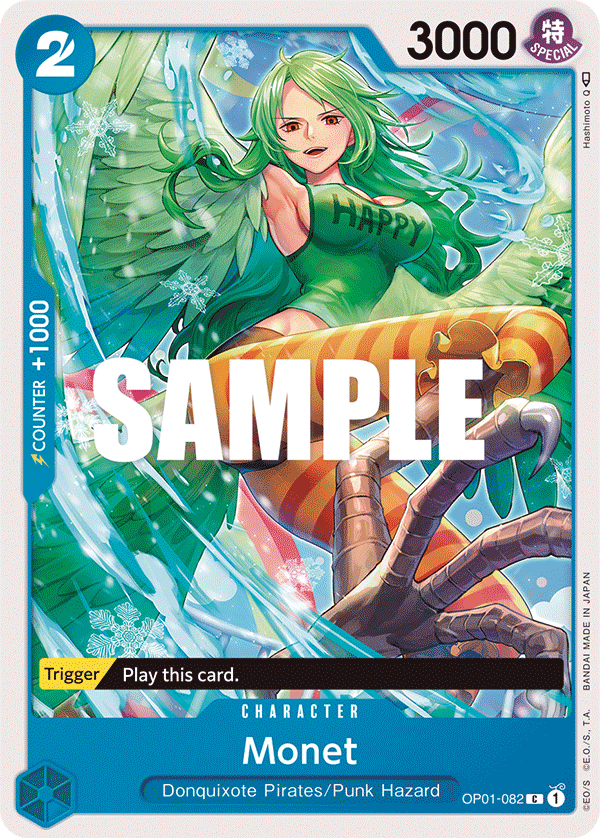 2
3000
特
SPECIAL
Hashimoto Q
HAPPY
COUNTER +1000
SAMPLE
Trigger Play this card.
CHARACTER
Monet
Donquixote Pirates/Punk Hazard
OP01-082 C 1
©EO/S ©E.O./S., T.A. BANDAI MADE IN JAPAN